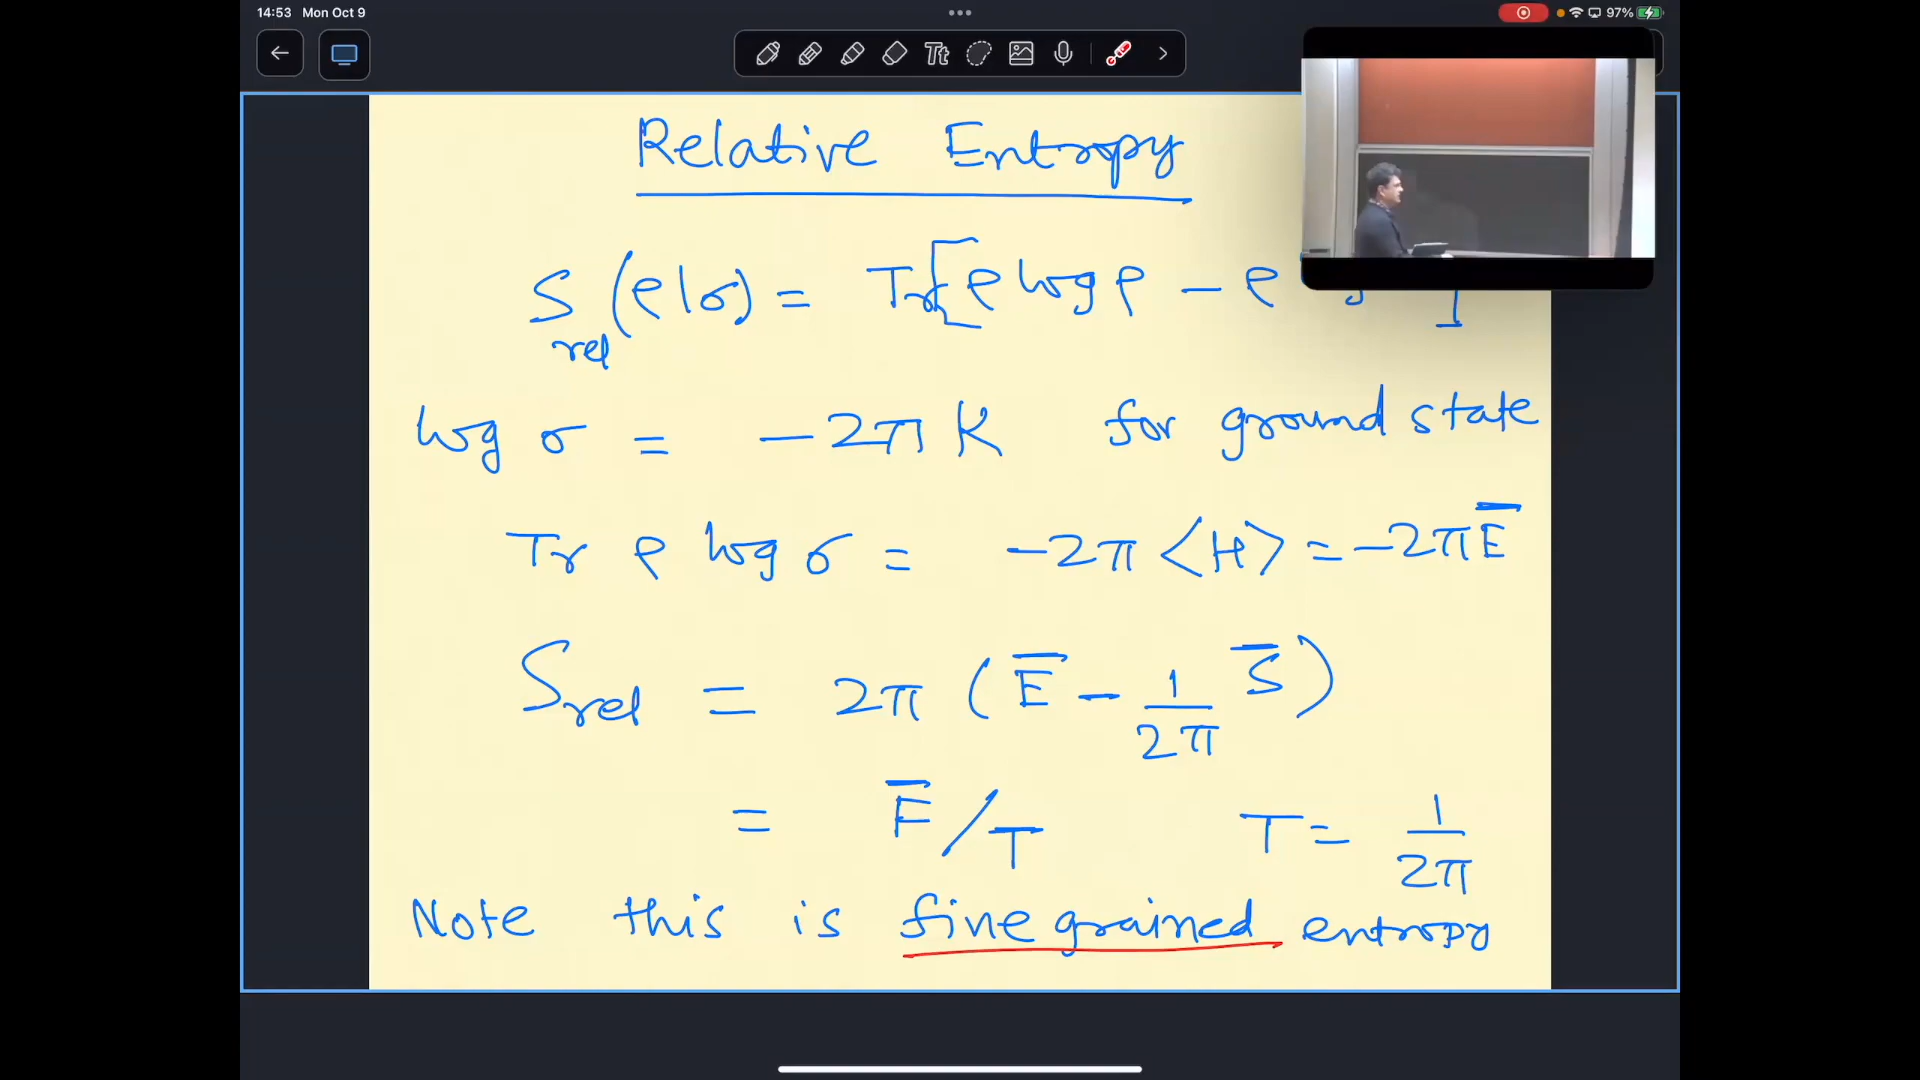 14:53 Mon Oct 9
97%
Tt
Relative Entropy
S_rel (ρ|σ) = Tr[ρ log ρ – ρ
log σ = –2π K for ground state
Tr ρ log σ = –2π <H> = –2π E̅
S_rel = 2π (E̅ – 1/2π S̅)
= F̅/T T = 1/2π
Note this is fine grained entropy